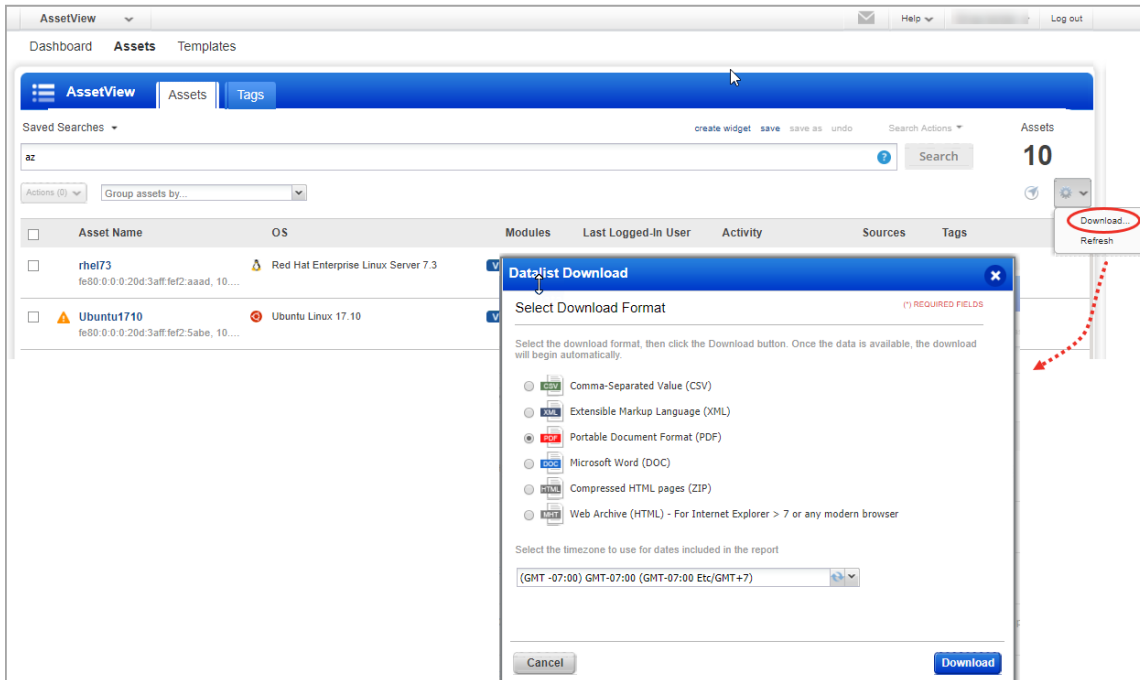 AssetView
Help
Log out
Dashboard Assets Templates
AssetView Assets Tags
Saved Searches
create widget save save as undo Search Actions Assets
az
Search
10
Actions (0) Group assets by...
Download...
Refresh
Asset Name OS Modules Last Logged-In User Activity Sources Tags
rhel73 Red Hat Enterprise Linux Server 7.3
fe80:0:0:0:20d:3aff:fef2:aaad, 10....
Ubuntu1710 Ubuntu Linux 17.10
fe80:0:0:0:20d:3aff:fef2:5abe, 10....
Datalist Download
Select Download Format (*) REQUIRED FIELDS
Select the download format, then click the Download button. Once the data is available, the download
will begin automatically.
CSV Comma-Separated Value (CSV)
XML Extensible Markup Language (XML)
PDF Portable Document Format (PDF)
DOC Microsoft Word (DOC)
HTML Compressed HTML pages (ZIP)
MHT Web Archive (HTML) - For Internet Explorer > 7 or any modern browser
Select the timezone to use for dates included in the report
(GMT -07:00) GMT-07:00 (GMT-07:00 Etc/GMT+7)
Cancel Download